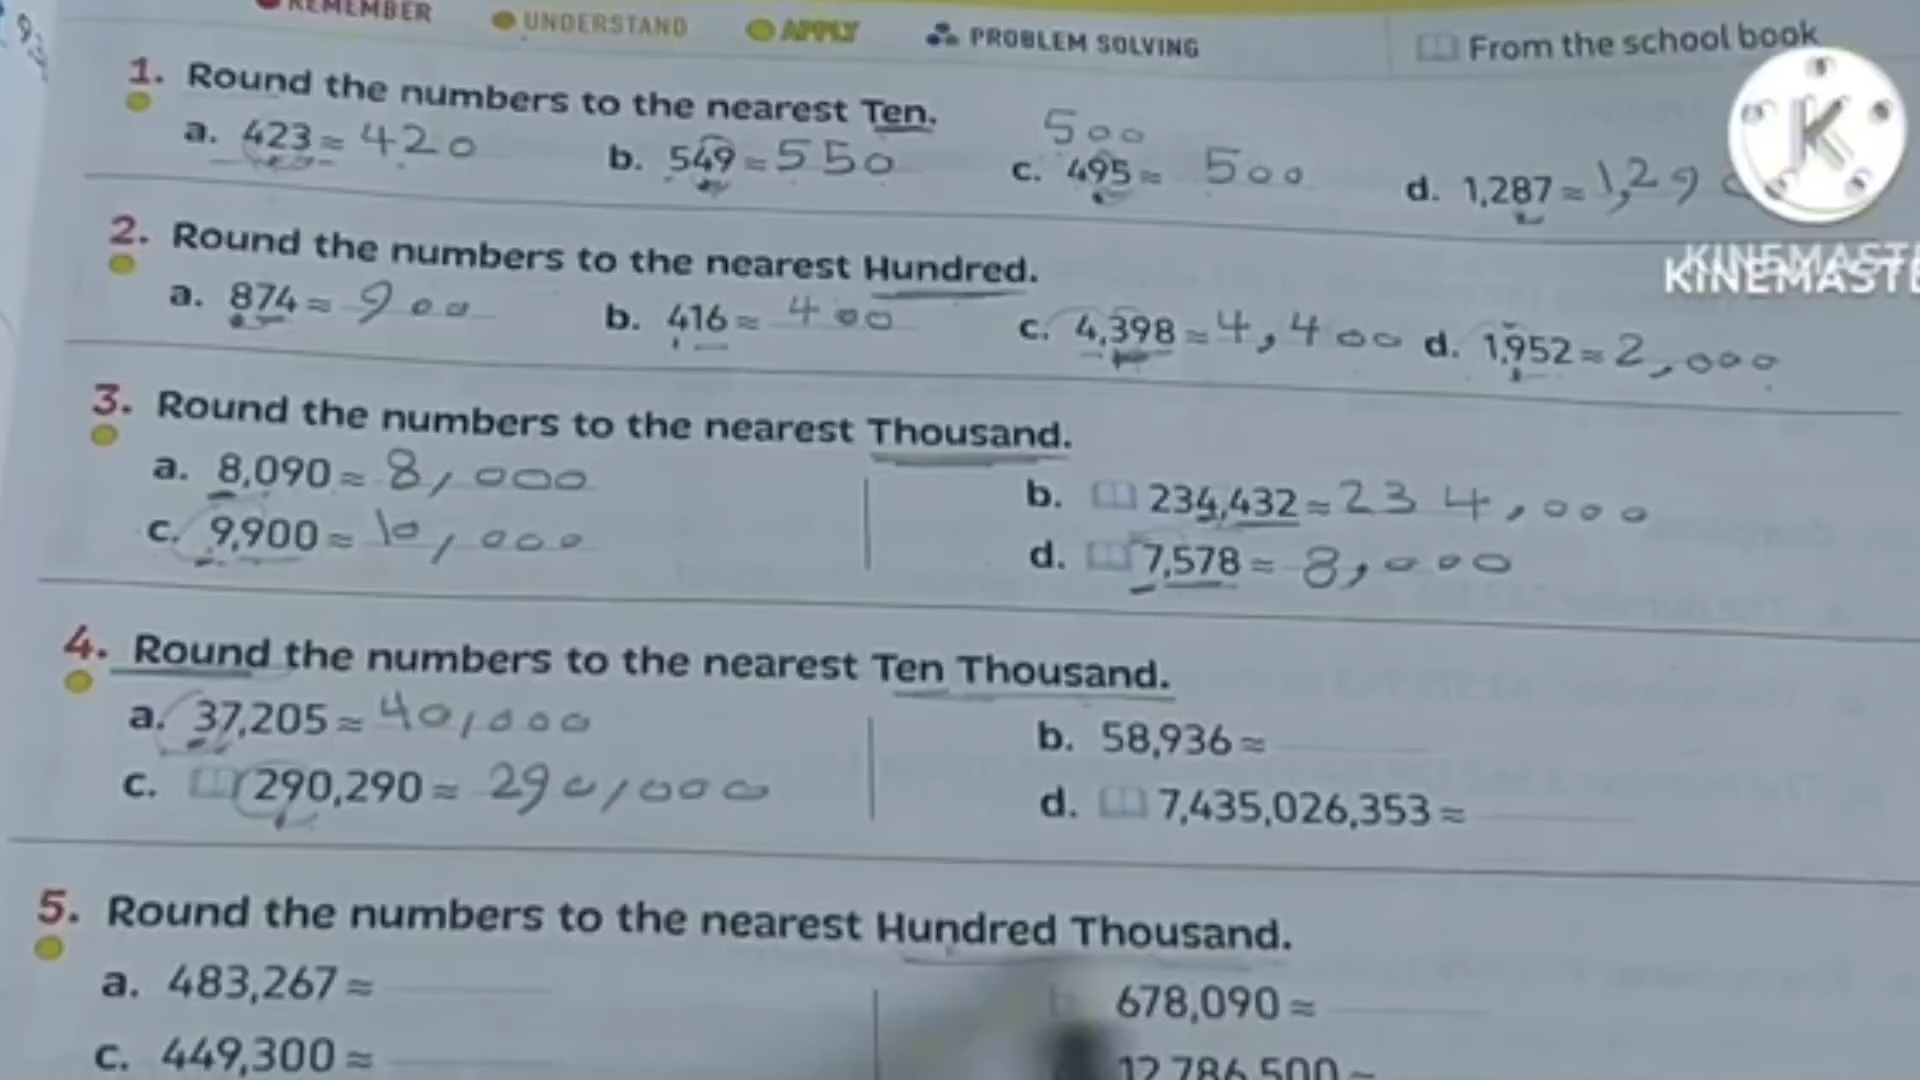 REMEMBER UNDERSTAND APPLY PROBLEM SOLVING From the school book
1. Round the numbers to the nearest Ten.
500
a. 423 ≈ 420 b. 549 ≈ 550 c. 495 ≈ 500 d. 1,287 ≈ 1,29
K
KINEMAST
KINEMASTE
2. Round the numbers to the nearest Hundred.
a. 874 ≈ 900 b. 416 ≈ 400 c. 4,398 ≈ 4,400 d. 1,952 ≈ 2,000
3. Round the numbers to the nearest Thousand.
a. 8,090 ≈ 8,000 b. 234,432 ≈ 234,000
c. 9,900 ≈ 10,000 d. 7,578 ≈ 8,000
4. Round the numbers to the nearest Ten Thousand.
a. 37,205 ≈ 40,000 b. 58,936 ≈
c. 290,290 ≈ 290,000 d. 7,435,026,353 ≈
5. Round the numbers to the nearest Hundred Thousand.
a. 483,267 ≈ b. 678,090 ≈
c. 449,300 ≈ 12,786,500 ≈